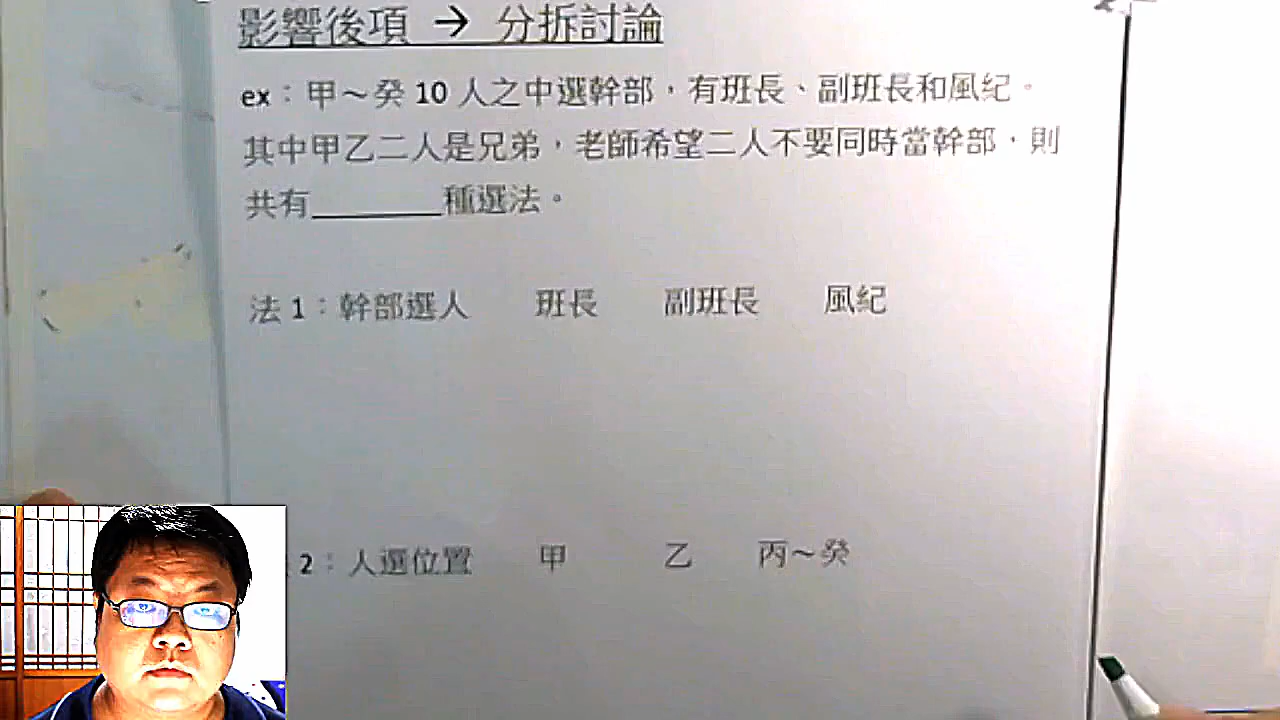 影響後項 → 分拆討論
ex：甲～癸 10 人之中選幹部，有班長、副班長和風紀。
其中甲乙二人是兄弟，老師希望二人不要同時當幹部，則
共有________種選法。
法 1：幹部選人 班長 副班長 風紀
2：人選位置 甲 乙 丙～癸